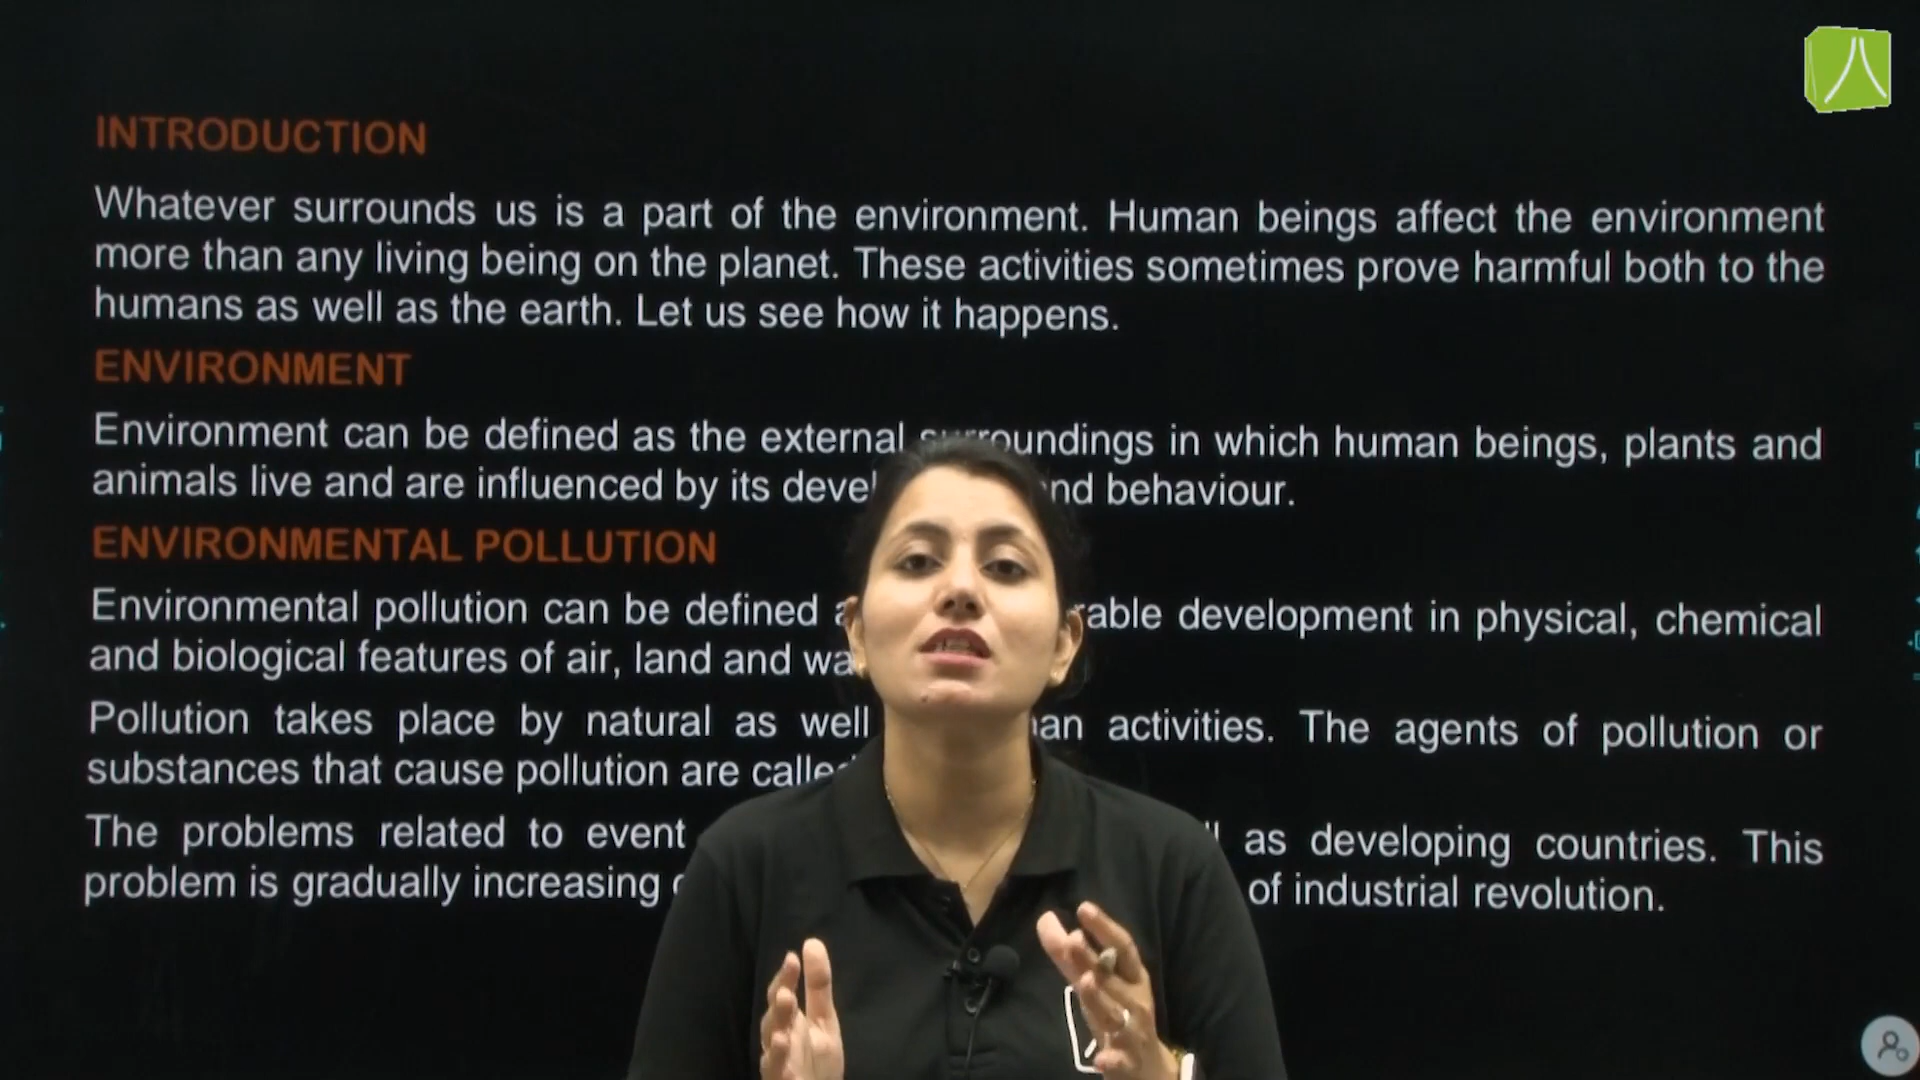 INTRODUCTION
Whatever surrounds us is a part of the environment. Human beings affect the environment
more than any living being on the planet. These activities sometimes prove harmful both to the
humans as well as the earth. Let us see how it happens.
ENVIRONMENT
Environment can be defined as the external surroundings in which human beings, plants and
animals live and are influenced by its and behaviour.
ENVIRONMENTAL POLLUTION
Environmental pollution can be defined development in physical, chemical
and biological features of air, land and
Pollution takes place by natural as well activities. The agents of pollution or
substances that cause pollution are called
The problems related to event as developing countries. This
problem is gradually increasing of industrial revolution.